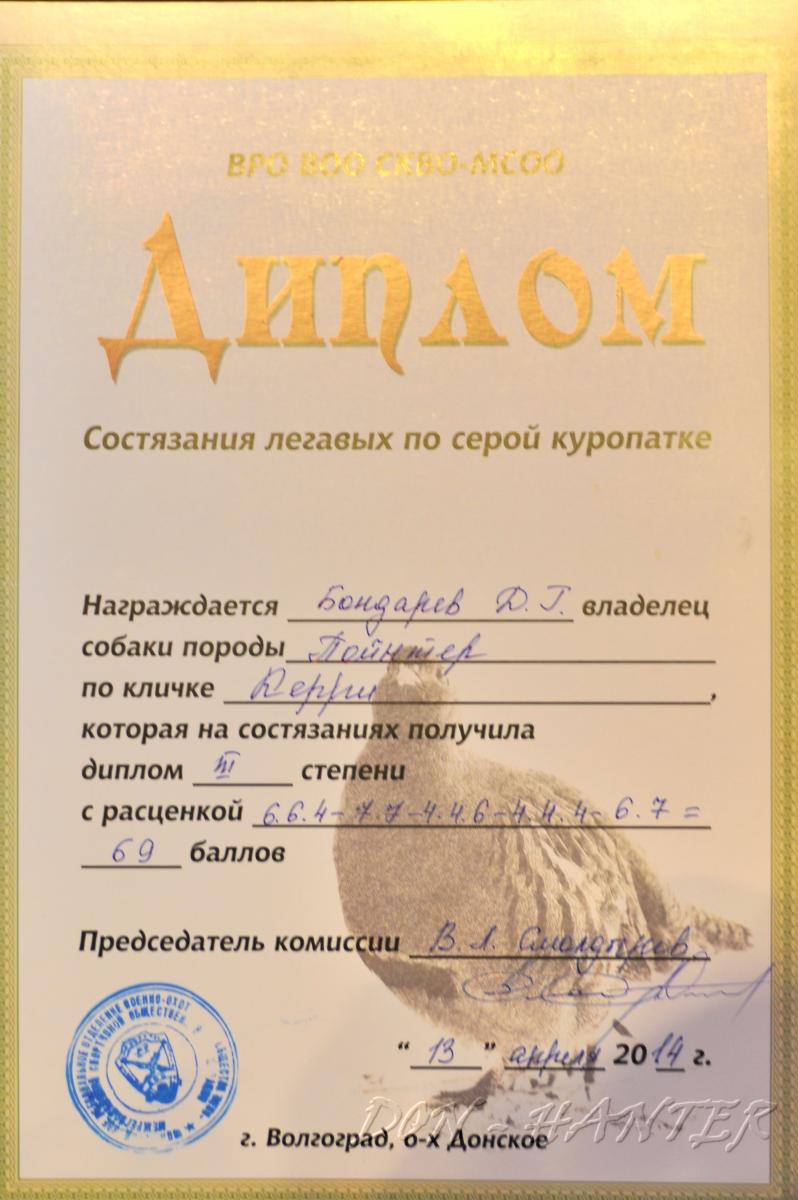 ВРО ВОО СКВО-МСОО
Диплом
Состязания легавых по серой куропатке
Награждается Бондарев Д.Г. владелец
собаки породы Пойнтер
по кличке Керри,
которая на состязаниях получила
диплом III степени
с расценкой 6.6.4-7.7-4.4.6-4.4.4-6.7=
69 баллов
Председатель комиссии В.А.
"13" апреля 2014 г.
г. Волгоград, о-х Донское
DON-HANTER